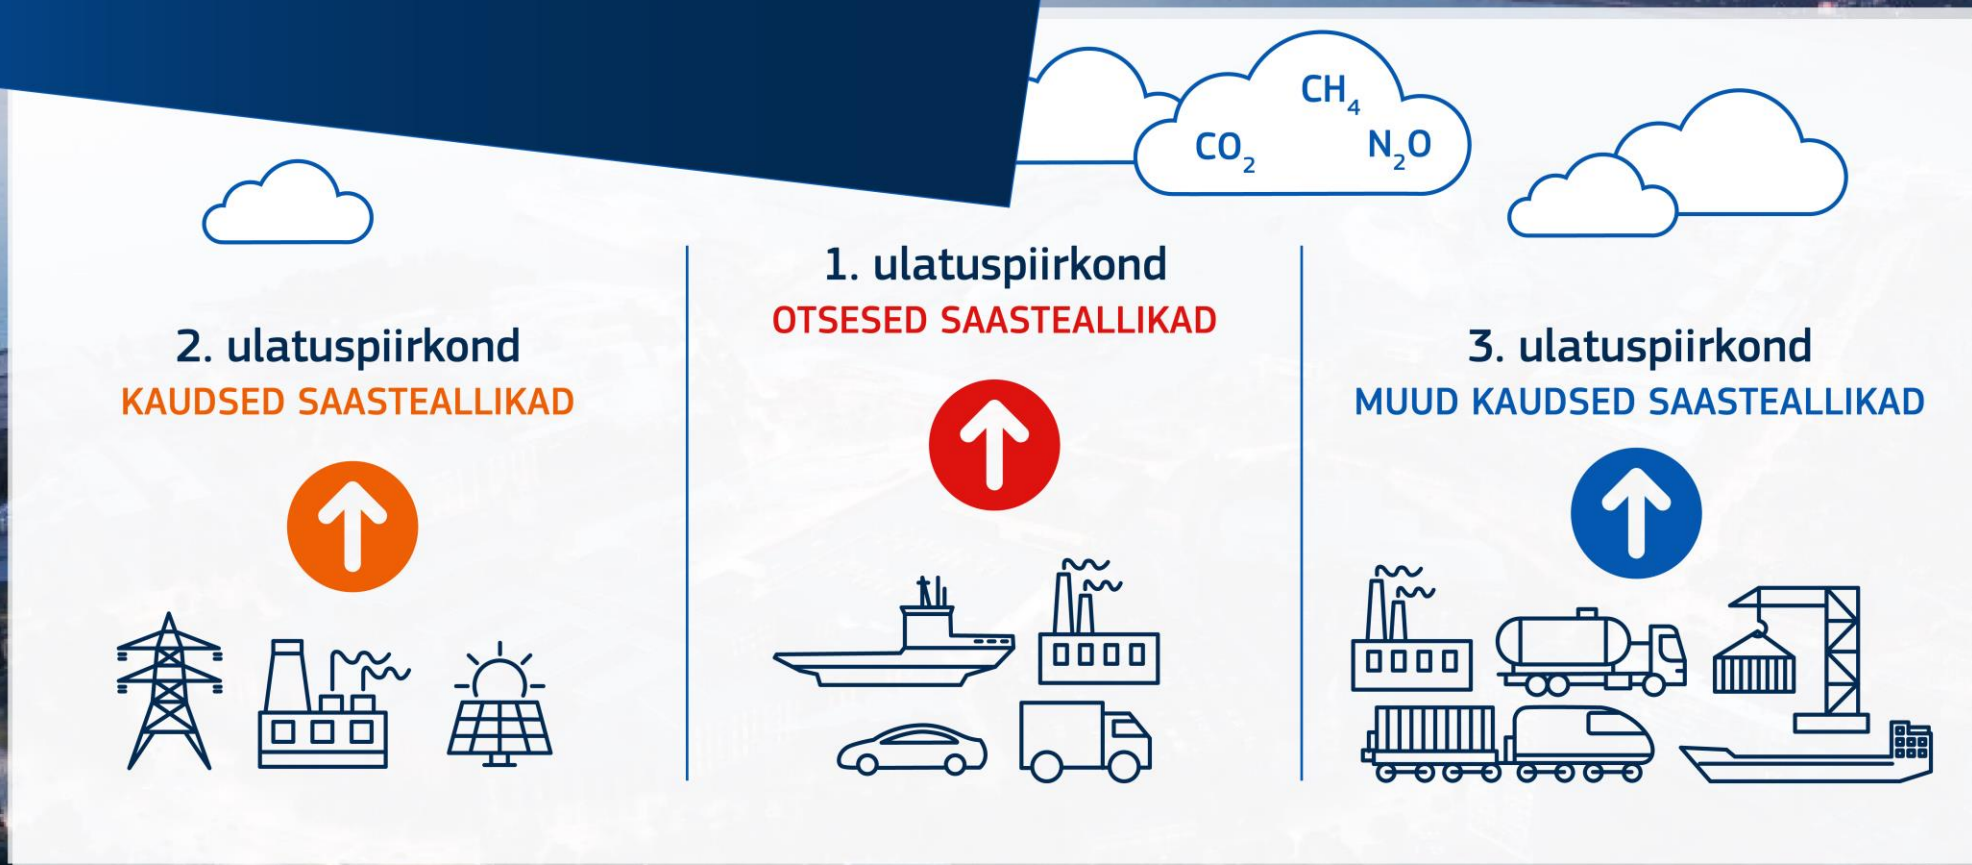 CH₄
CO₂
N₂O
2. ulatuspiirkond
KAUDSED SAASTEALLIKAD
1. ulatuspiirkond
OTSESED SAASTEALLIKAD
3. ulatuspiirkond
MUUD KAUDSED SAASTEALLIKAD